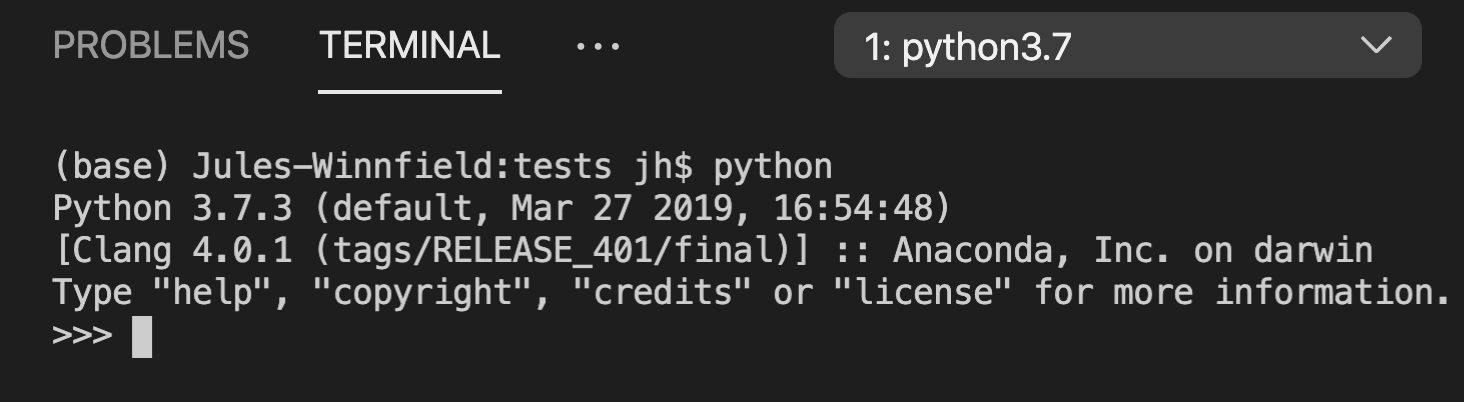 PROBLEMS TERMINAL ... 1: python3.7
(base) Jules-Winnfield:tests jh$ python
Python 3.7.3 (default, Mar 27 2019, 16:54:48)
[Clang 4.0.1 (tags/RELEASE_401/final)] :: Anaconda, Inc. on darwin
Type "help", "copyright", "credits" or "license" for more information.
>>>